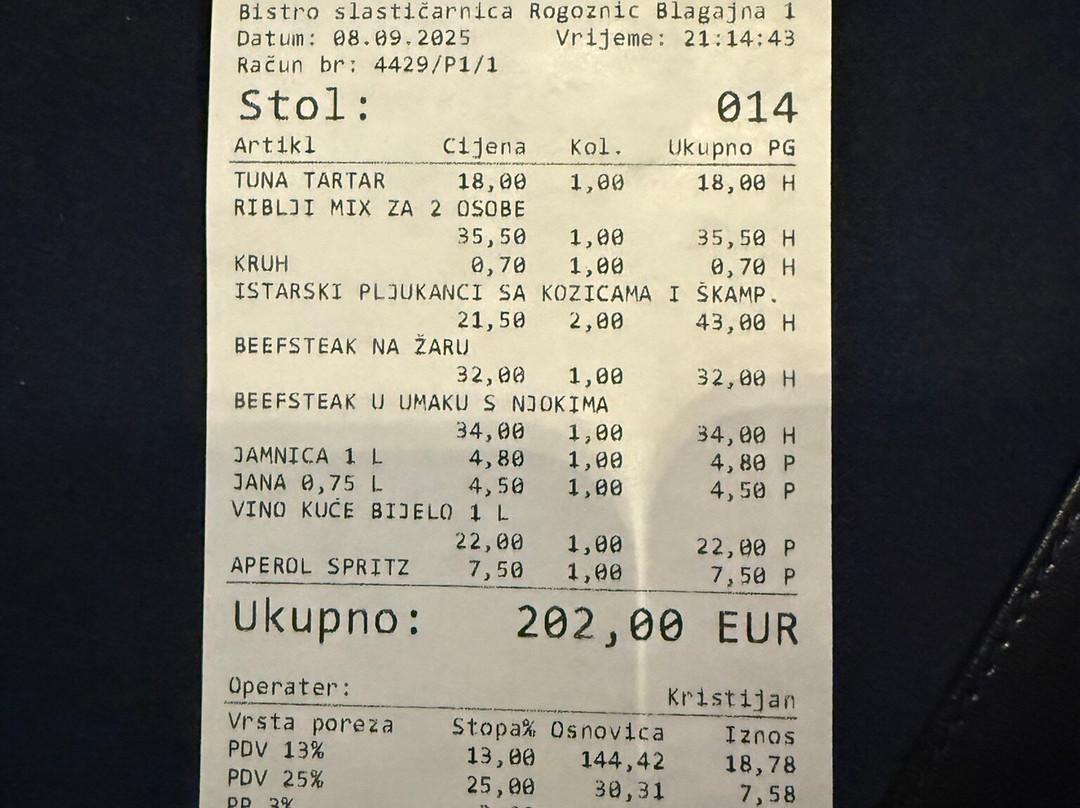 Bistro slastičarnica Rogoznic Blagajna 1
Datum: 08.09.2025 Vrijeme: 21:14:43
Račun br: 4429/P1/1
Stol: 014
Artikl Cijena Kol. Ukupno PG
TUNA TARTAR 18,00 1,00 18,00 H
RIBLJI MIX ZA 2 OSOBE
35,50 1,00 35,50 H
KRUH 0,70 1,00 0,70 H
ISTARSKI PLJUKANCI SA KOZICAMA I ŠKAMP.
21,50 2,00 43,00 H
BEEFSTEAK NA ŽARU
32,00 1,00 32,00 H
BEEFSTEAK U UMAKU S NJOKIMA
34,00 1,00 34,00 H
JAMNICA 1 L 4,80 1,00 4,80 P
JANA 0,75 L 4,50 1,00 4,50 P
VINO KUĆE BIJELO 1 L
22,00 1,00 22,00 P
APEROL SPRITZ 7,50 1,00 7,50 P
Ukupno: 202,00 EUR
Operater: Kristijan
Vrsta poreza Stopa% Osnovica Iznos
PDV 13% 13,00 144,42 18,78
PDV 25% 25,00 30,31 7,58
PP 3%